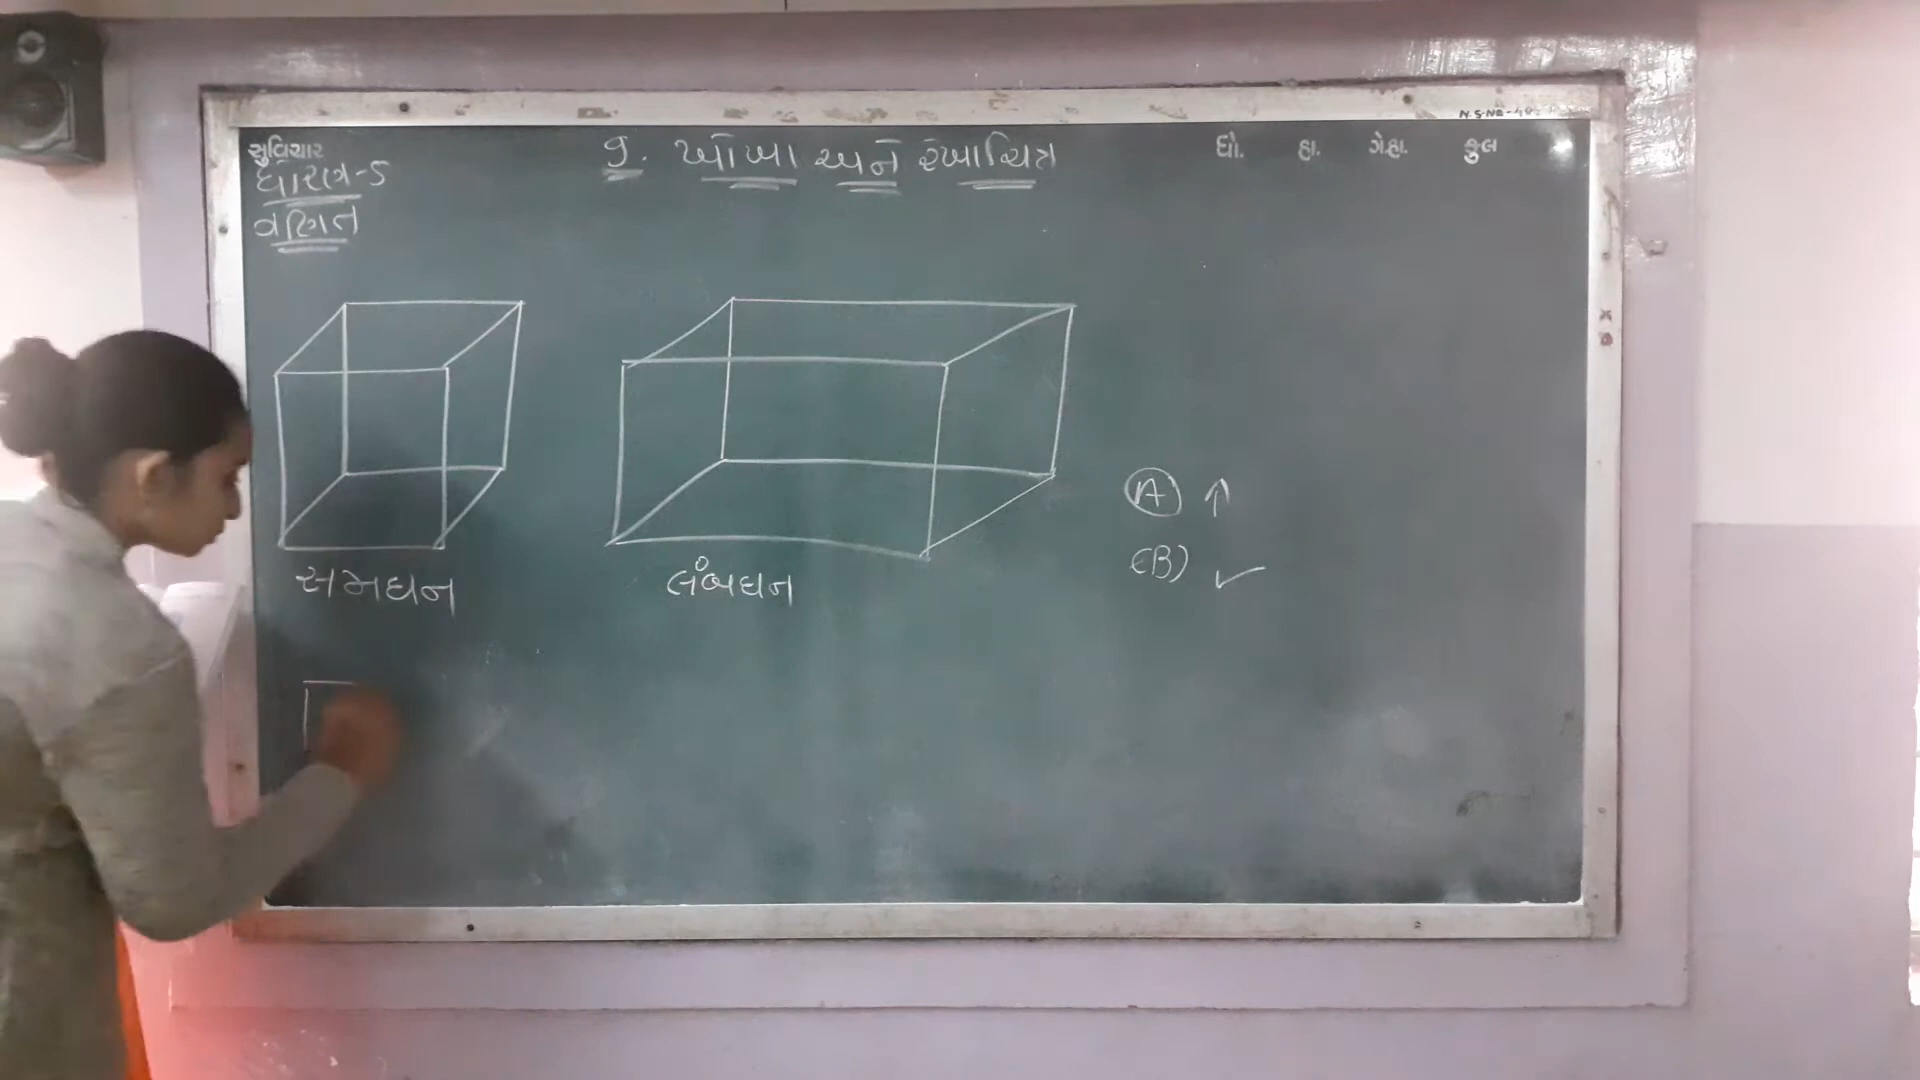 સુવિચાર
ધોરણ-5
ગણિત
9. ખોખા અને રેખાચિત્ર
ધો. હા. ગે.હા. કુલ
સમઘન
લંબઘન
(A) ↑
(B) ✓